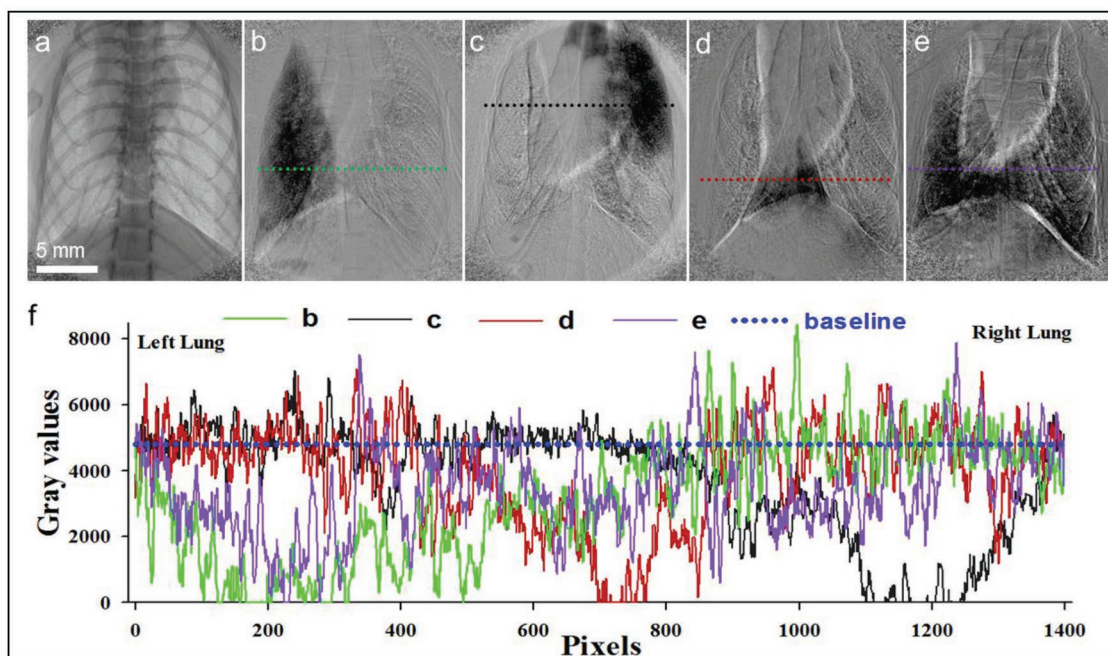 a
b
c
d
e
5 mm
f
b
c
d
e
baseline
Left Lung
Right Lung
8000
6000
4000
2000
0
Gray values
0
200
400
600
800
1000
1200
1400
Pixels